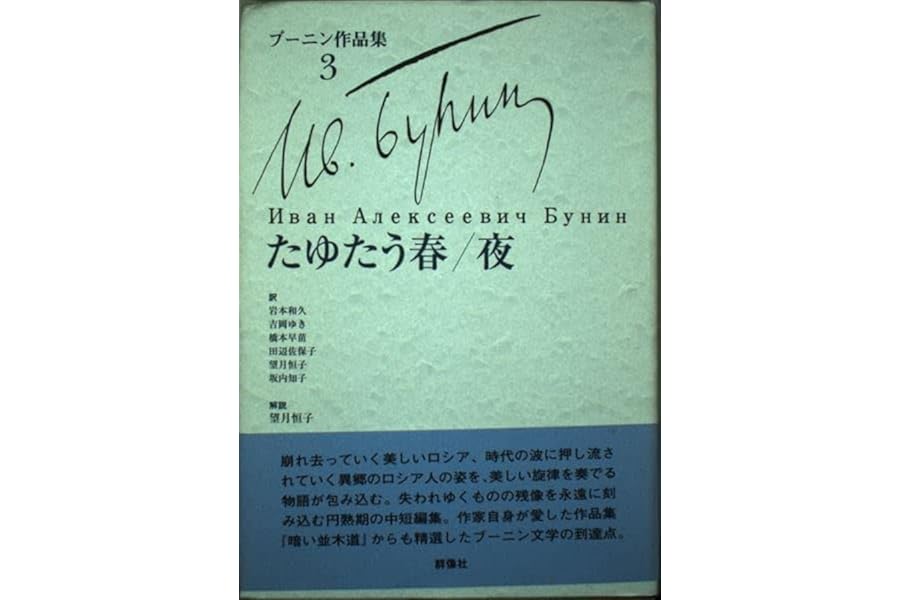 ブーニン作品集
3
Ив. Бунин
Иван Алексеевич Бунин
たゆたう春/夜
訳
岩本和久
吉岡ゆき
橋本早苗
田辺佐保子
望月恒子
坂内知子
解説
望月恒子
崩れ去っていく美しいロシア、時代の波に押し流さ
れていく異郷のロシア人の姿を、美しい旋律を奏でる
物語が包み込む。失われゆくものの残像を永遠に刻
み込む円熟期の中短編集。作家自身が愛した作品集
『暗い並木道』からも精選したブーニン文学の到達点。
群像社